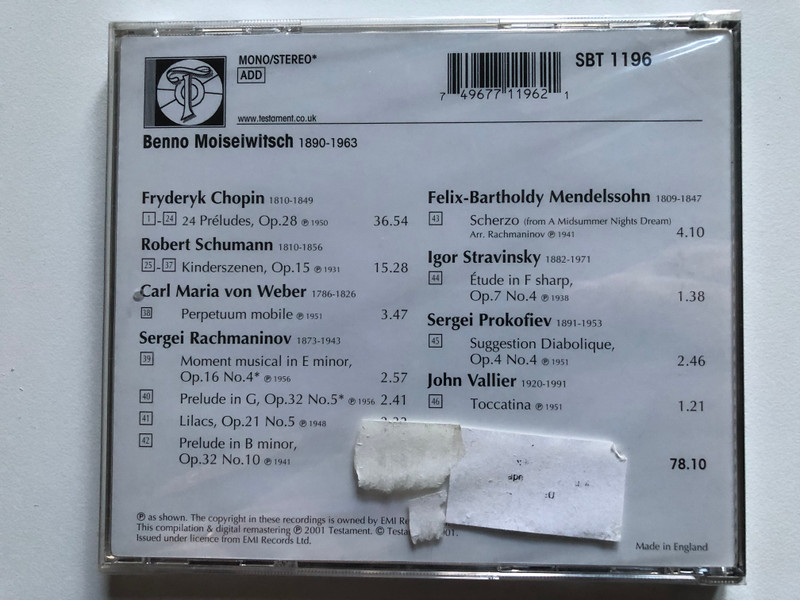 MONO/STEREO*
ADD
www.testament.co.uk
7 49677 11962 1
SBT 1196
Benno Moiseiwitsch 1890-1963
Fryderyk Chopin 1810-1849
1-24 24 Préludes, Op.28 ℗ 1950 36.54
Robert Schumann 1810-1856
25-37 Kinderszenen, Op.15 ℗ 1931 15.28
Carl Maria von Weber 1786-1826
38 Perpetuum mobile ℗ 1951 3.47
Sergei Rachmaninov 1873-1943
39 Moment musical in E minor,
Op.16 No.4* ℗ 1956 2.57
40 Prelude in G, Op.32 No.5* ℗ 1956 2.41
41 Lilacs, Op.21 No.5 ℗ 1948
42 Prelude in B minor,
Op.32 No.10 ℗ 1941
Felix-Bartholdy Mendelssohn 1809-1847
43 Scherzo (from A Midsummer Nights Dream)
Arr. Rachmaninov ℗ 1941 4.10
Igor Stravinsky 1882-1971
44 Étude in F sharp,
Op.7 No.4 ℗ 1938 1.38
Sergei Prokofiev 1891-1953
45 Suggestion Diabolique,
Op.4 No.4 ℗ 1951 2.46
John Vallier 1920-1991
46 Toccatina ℗ 1951 1.21
78.10
℗ as shown. The copyright in these recordings is owned by EMI
This compilation & digital remastering ℗ 2001 Testament. ©
Issued under licence from EMI Records Ltd.
Made in England